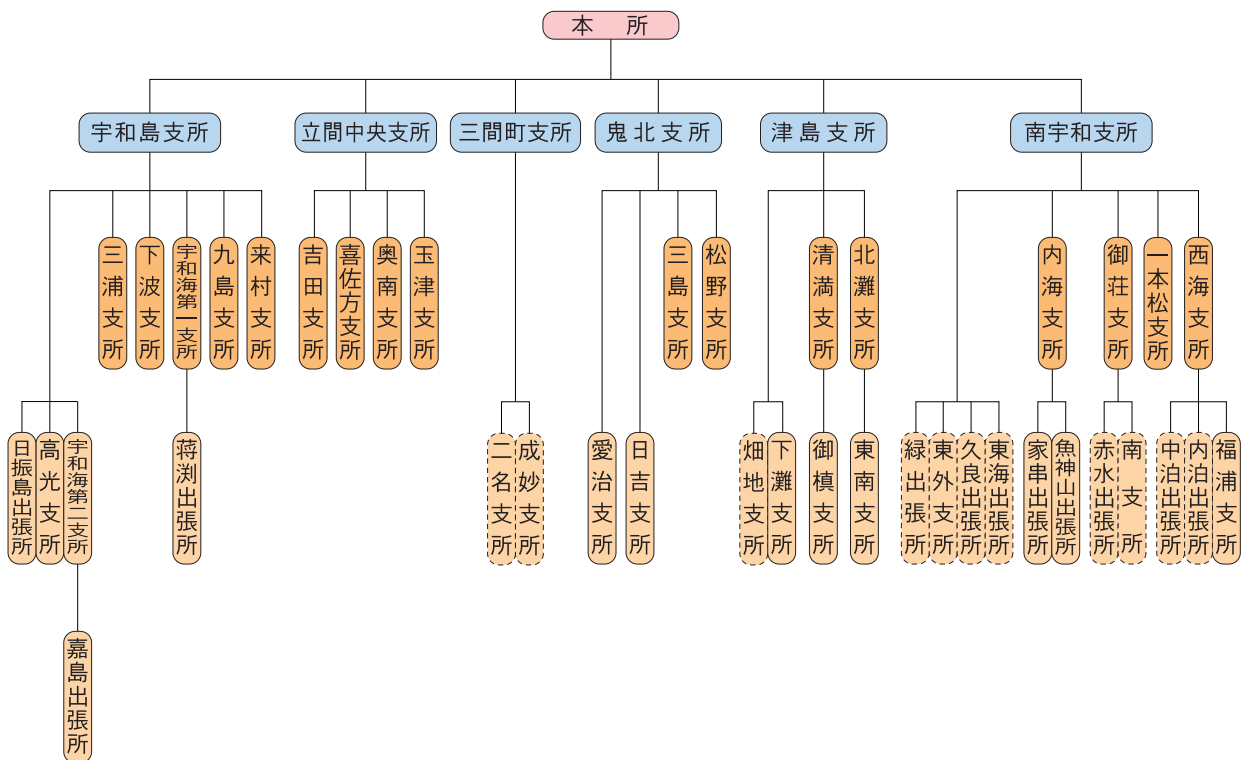 本所
宇和島支所
立間中央支所
三間町支所
鬼北支所
津島支所
南宇和支所
三浦支所
下波支所
宇和海第一支所
九島支所
来村支所
吉田支所
喜佐方支所
奥南支所
玉津支所
三島支所
松野支所
清満支所
北灘支所
内海支所
御荘支所
一本松支所
西海支所
日振島出張所
高光支所
宇和海第二支所
蒋渕出張所
二名支所
成妙支所
愛治支所
日吉支所
畑地支所
下灘支所
御槙支所
東南支所
緑出張所
東外支所
久良出張所
東海出張所
家串出張所
魚神山出張所
赤水出張所
南支所
中泊出張所
内泊出張所
福浦支所
嘉島出張所